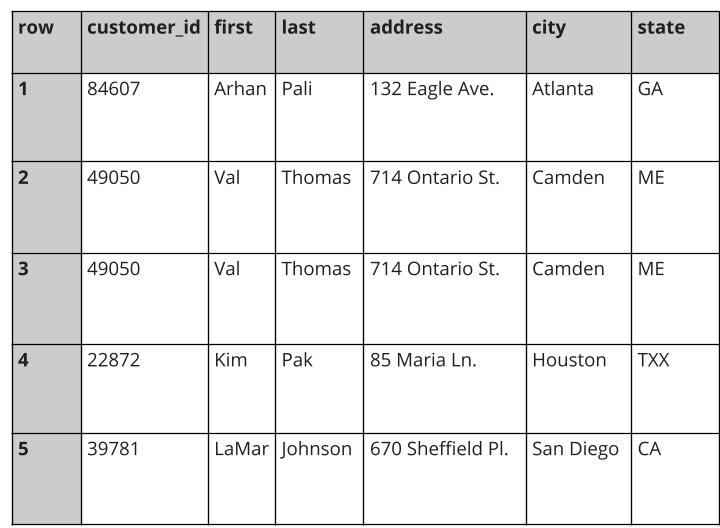 row customer_id first last address city state
1 84607 Arhan Pali 132 Eagle Ave. Atlanta GA
2 49050 Val Thomas 714 Ontario St. Camden ME
3 49050 Val Thomas 714 Ontario St. Camden ME
4 22872 Kim Pak 85 Maria Ln. Houston TXX
5 39781 LaMar Johnson 670 Sheffield Pl. San Diego CA